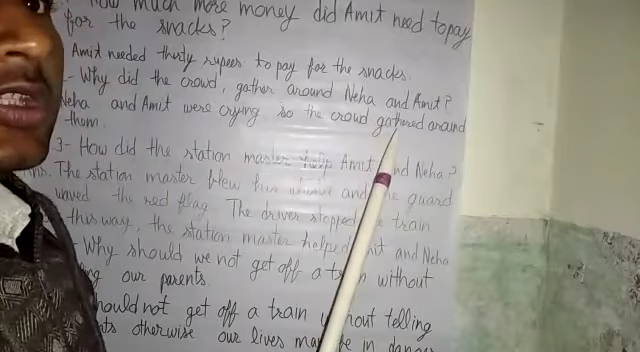 How much more money did Amit need to pay
for the snacks?
Amit needed thirty rupees to pay for the snacks.
- Why did the crowd, gather around Neha and Amit?
Neha and Amit were crying so the crowd gathered around
them.
3- How did the station master help Amit and Neha?
Ans. The station master blew his and the guard
waved the red flag. The driver stopped the train
this way, the station master helped Amit and Neha
- Why should we not get off a train without
our parents.
should not get off a train without telling
otherwise our lives may be in danger